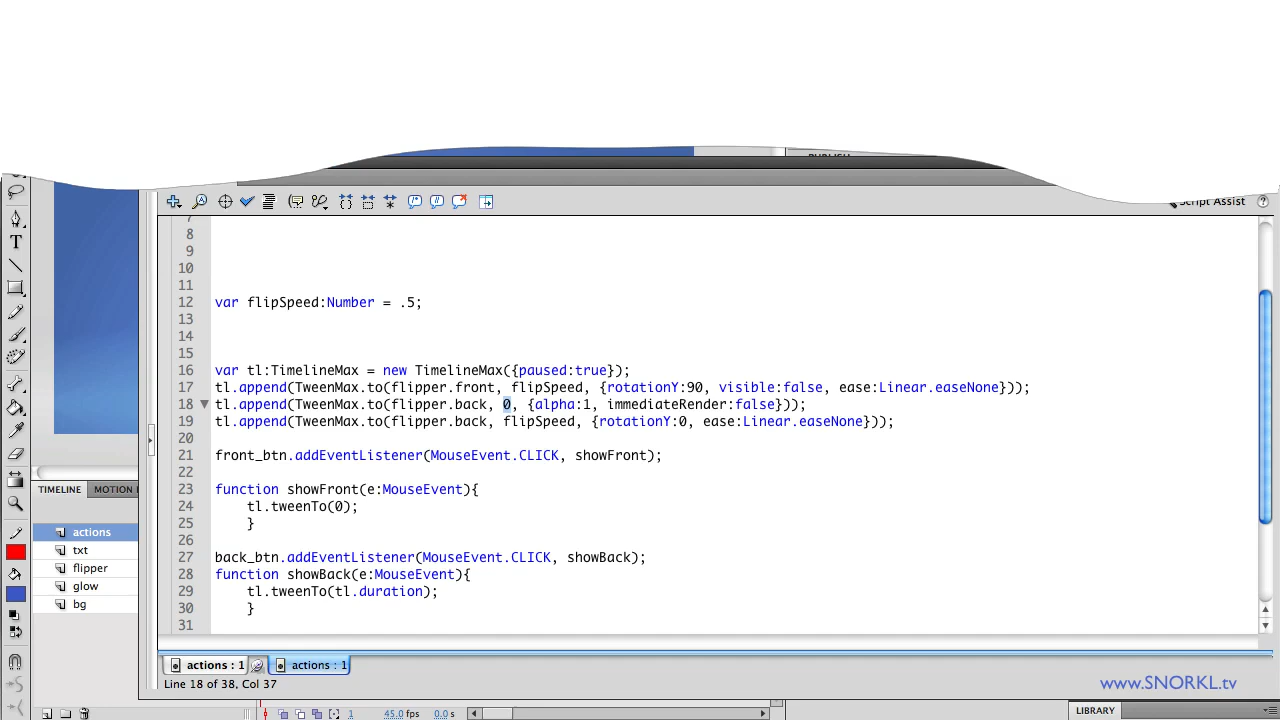 Script Assist
7
8
9
10
11
12 var flipSpeed:Number = .5;
13
14
15
16 var tl:TimelineMax = new TimelineMax({paused:true});
17 tl.append(TweenMax.to(flipper.front, flipSpeed, {rotationY:90, visible:false, ease:Linear.easeNone}));
18 tl.append(TweenMax.to(flipper.back, 0, {alpha:1, immediateRender:false}));
19 tl.append(TweenMax.to(flipper.back, flipSpeed, {rotationY:0, ease:Linear.easeNone}));
20
21 front_btn.addEventListener(MouseEvent.CLICK, showFront);
22
23 function showFront(e:MouseEvent){
24 tl.tweenTo(0);
25 }
26
27 back_btn.addEventListener(MouseEvent.CLICK, showBack);
28 function showBack(e:MouseEvent){
29 tl.tweenTo(tl.duration);
30 }
31
TIMELINE MOTION
actions
txt
flipper
glow
bg
actions : 1 actions : 1
Line 18 of 38, Col 37
www.SNORKL.tv
1 45.0 fps 0.0 s
LIBRARY